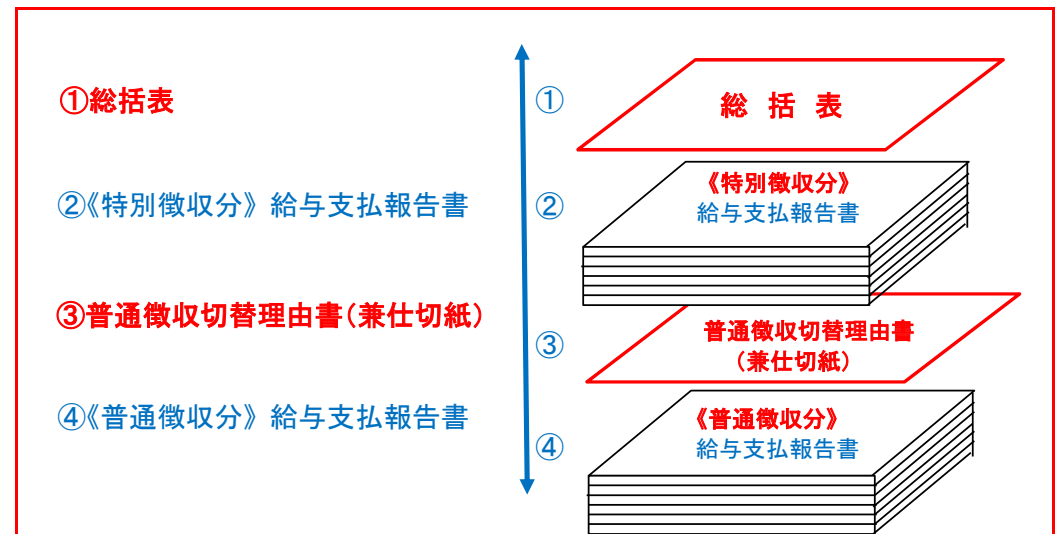 ①総括表
②《特別徴収分》給与支払報告書
③普通徴収切替理由書(兼仕切紙)
④《普通徴収分》給与支払報告書
①
総 括 表
②
《特別徴収分》
給与支払報告書
③
普通徴収切替理由書
(兼仕切紙)
④
《普通徴収分》
給与支払報告書